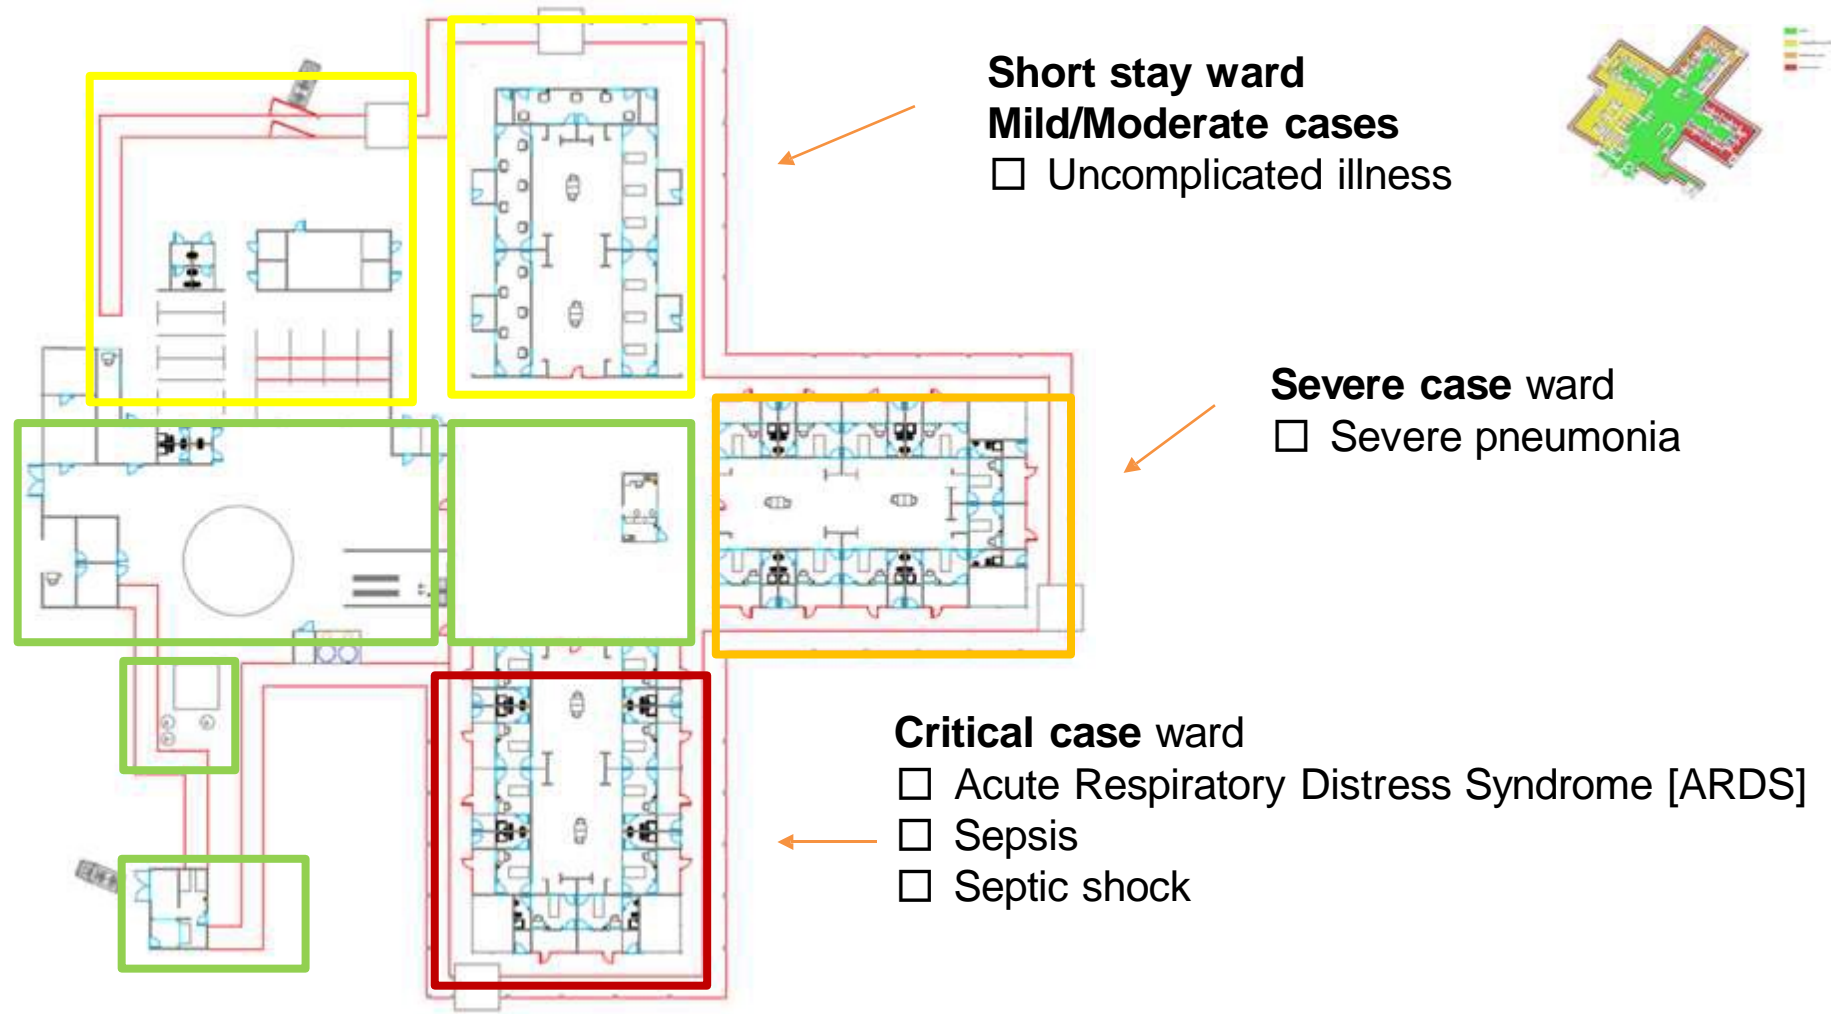 Short stay ward
Mild/Moderate cases
☐ Uncomplicated illness
Severe case ward
☐ Severe pneumonia
Critical case ward
☐ Acute Respiratory Distress Syndrome [ARDS]
☐ Sepsis
☐ Septic shock